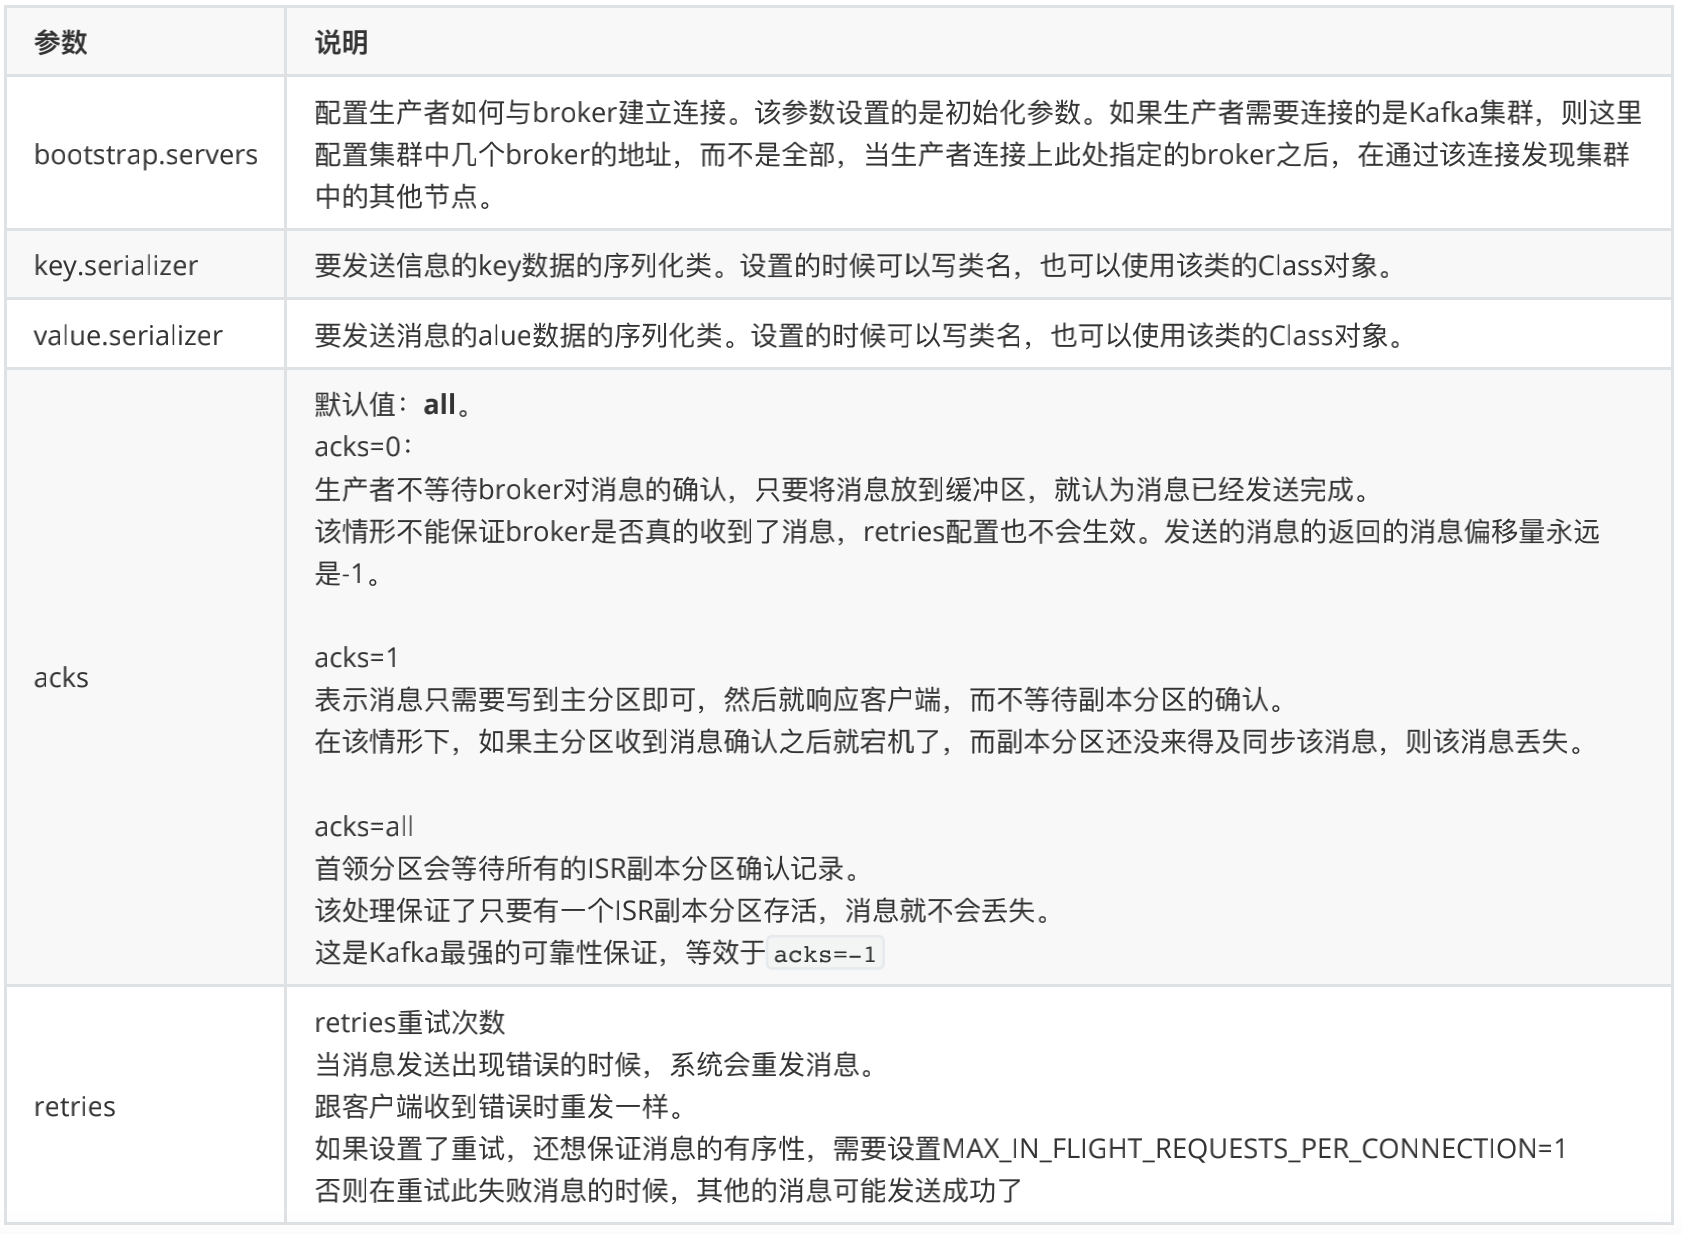 参数 说明
bootstrap.servers
配置生产者如何与broker建立连接。该参数设置的是初始化参数。如果生产者需要连接的是Kafka集群，则这里
配置集群中几个broker的地址，而不是全部，当生产者连接上此处指定的broker之后，在通过该连接发现集群
中的其他节点。
key.serializer 要发送信息的key数据的序列化类。设置的时候可以写类名，也可以使用该类的Class对象。
value.serializer 要发送消息的alue数据的序列化类。设置的时候可以写类名，也可以使用该类的Class对象。
acks
默认值：all。
acks=0：
生产者不等待broker对消息的确认，只要将消息放到缓冲区，就认为消息已经发送完成。
该情形不能保证broker是否真的收到了消息，retries配置也不会生效。发送的消息的返回的消息偏移量永远
是-1。
acks=1
表示消息只需要写到主分区即可，然后就响应客户端，而不等待副本分区的确认。
在该情形下，如果主分区收到消息确认之后就宕机了，而副本分区还没来得及同步该消息，则该消息丢失。
acks=all
首领分区会等待所有的ISR副本分区确认记录。
该处理保证了只要有一个ISR副本分区存活，消息就不会丢失。
这是Kafka最强的可靠性保证，等效于 acks=-1
retries
retries重试次数
当消息发送出现错误的时候，系统会重发消息。
跟客户端收到错误时重发一样。
如果设置了重试，还想保证消息的有序性，需要设置MAX_IN_FLIGHT_REQUESTS_PER_CONNECTION=1
否则在重试此失败消息的时候，其他的消息可能发送成功了